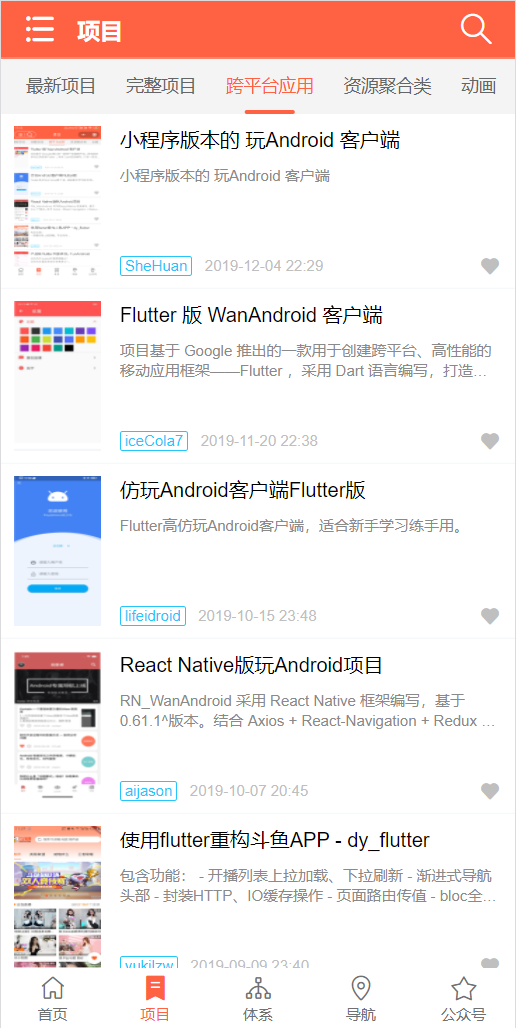 项目
最新项目 完整项目 跨平台应用 资源聚合类 动画
小程序版本的 玩Android 客户端
小程序版本的 玩Android 客户端
SheHuan 2019-12-04 22:29
Flutter 版 WanAndroid 客户端
项目基于 Google 推出的一款用于创建跨平台、高性能的
移动应用框架——Flutter ，采用 Dart 语言编写，打造...
iceCola7 2019-11-20 22:38
仿玩Android客户端Flutter版
Flutter高仿玩Android客户端，适合新手学习练手用。
lifeidroid 2019-10-15 23:48
React Native版玩Android项目
RN_WanAndroid 采用 React Native 框架编写，基于
0.61.1^版本。结合 Axios + React-Navigation + Redux ...
aijason 2019-10-07 20:45
使用flutter重构斗鱼APP - dy_flutter
包含功能： - 开播列表上拉加载、下拉刷新 - 渐进式导航
头部 - 封装HTTP、IO缓存操作 - 页面路由传值 - bloc全...
yukilzw 2019-09-09 23:40
首页 项目 体系 导航 公众号